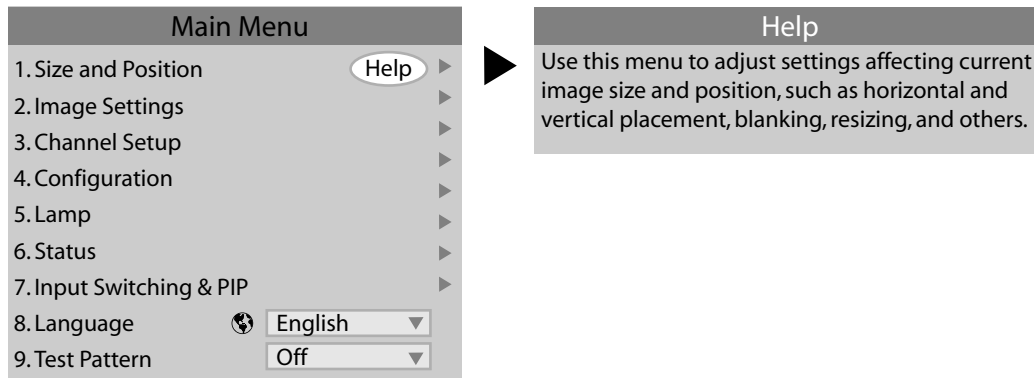 Main Menu
1. Size and Position Help
2. Image Settings
3. Channel Setup
4. Configuration
5. Lamp
6. Status
7. Input Switching & PIP
8. Language English
9. Test Pattern Off
Help
Use this menu to adjust settings affecting current
image size and position, such as horizontal and
vertical placement, blanking, resizing, and others.